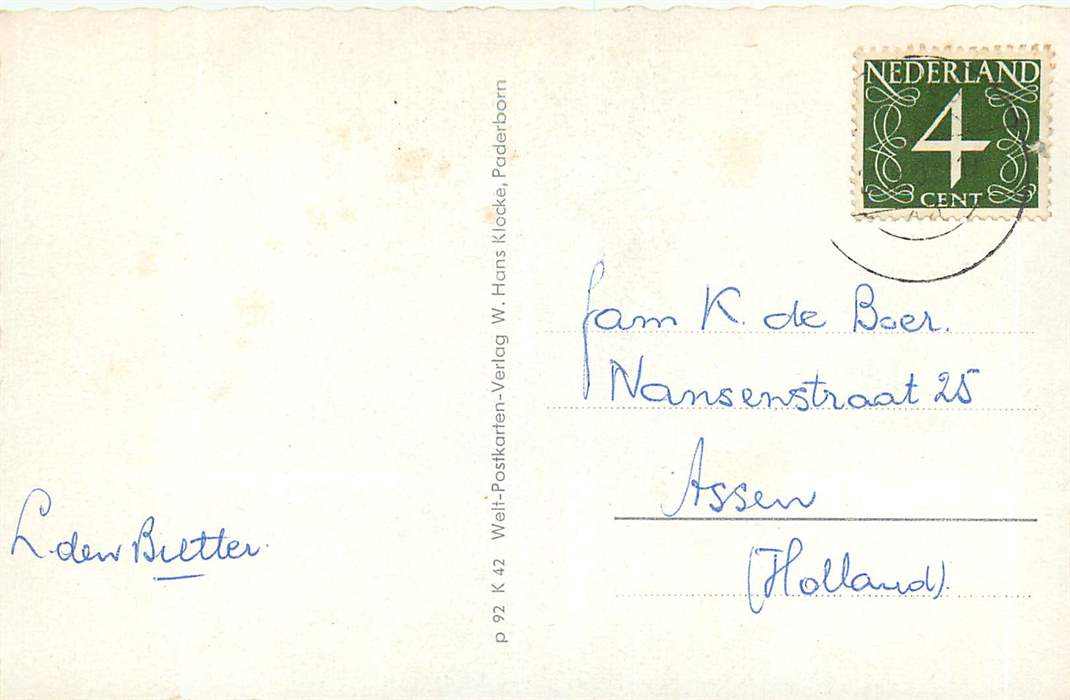 L. den Bretter.
p 92 K 42 Welt-Postkarten-Verlag W. Hans Klocke, Paderborn
NEDERLAND
4
CENT
fam K. de Boer.
Nansenstraat 25
Assen
(Holland).